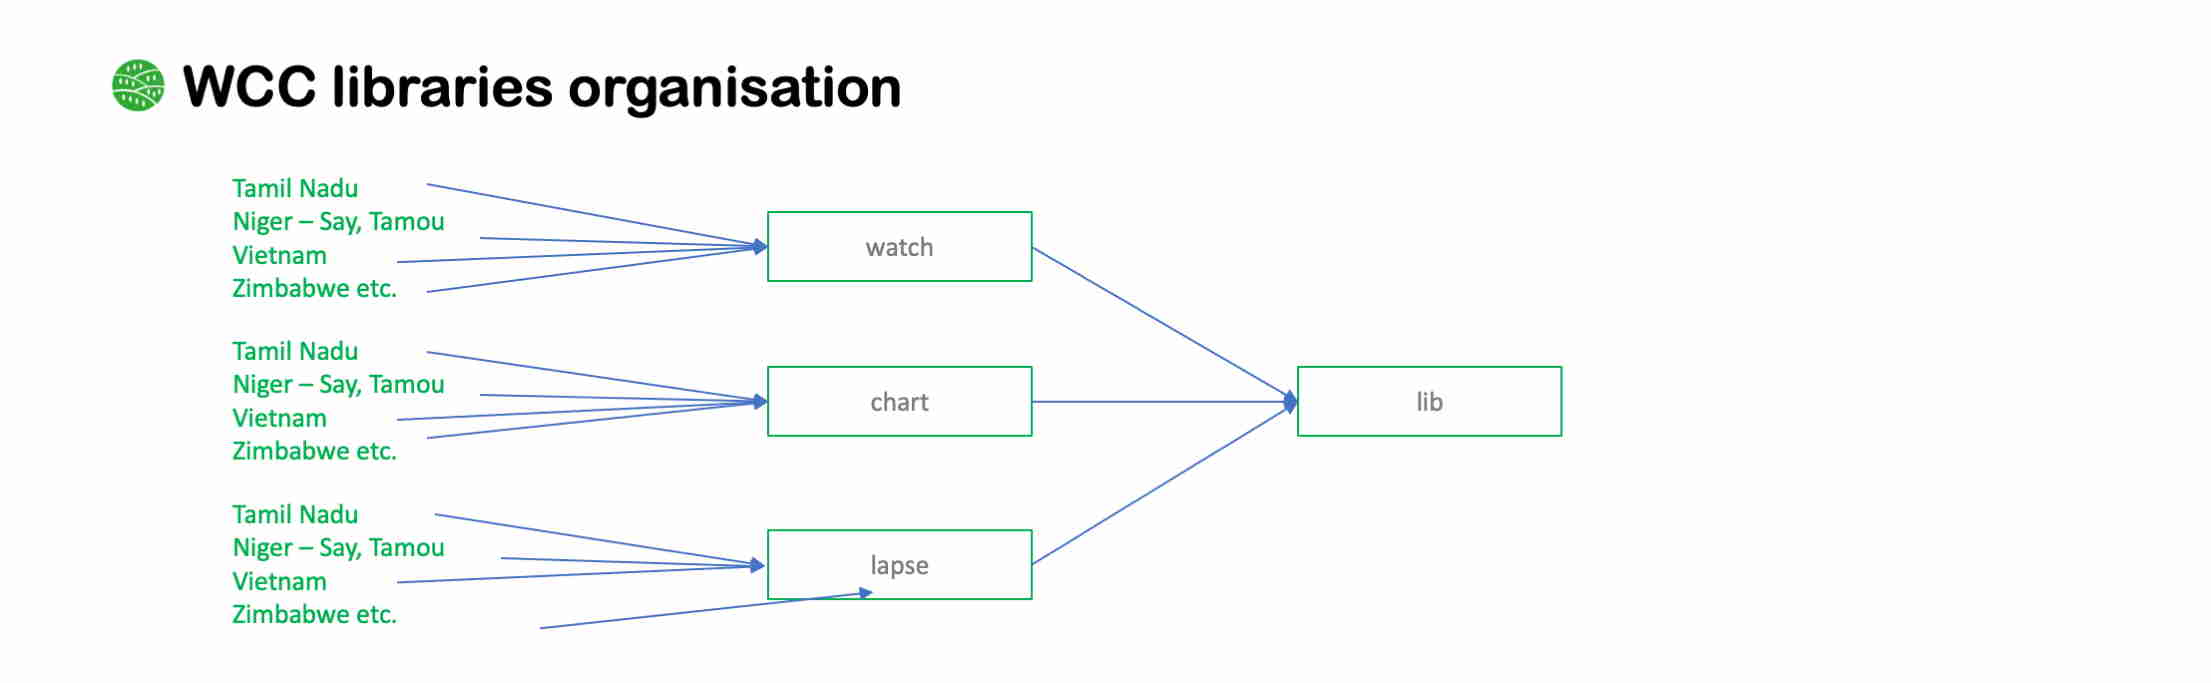 WCC libraries organisation
Tamil Nadu
Niger – Say, Tamou
Vietnam
Zimbabwe etc.
watch
Tamil Nadu
Niger – Say, Tamou
Vietnam
Zimbabwe etc.
chart
lib
Tamil Nadu
Niger – Say, Tamou
Vietnam
Zimbabwe etc.
lapse